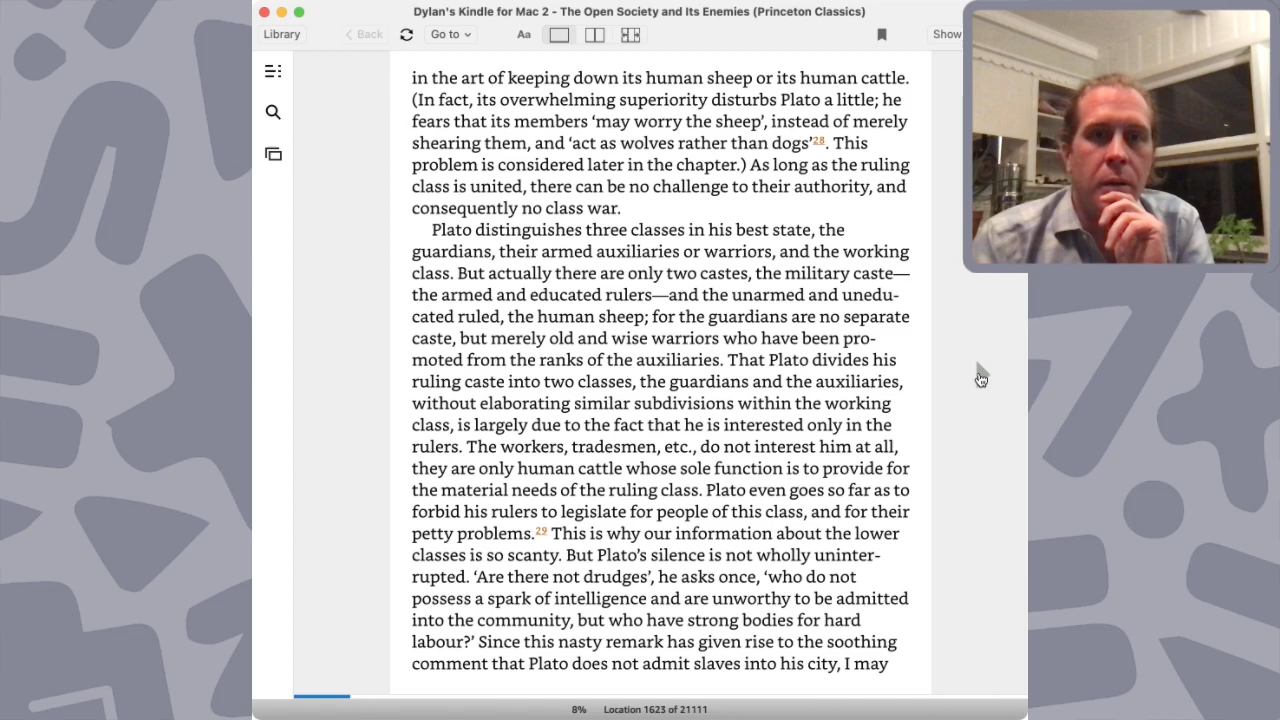 Dylan's Kindle for Mac 2 - The Open Society and Its Enemies (Princeton Classics)
Library
Back
Go to
Aa
Show
in the art of keeping down its human sheep or its human cattle.
(In fact, its overwhelming superiority disturbs Plato a little; he
fears that its members ‘may worry the sheep’, instead of merely
shearing them, and ‘act as wolves rather than dogs’28. This
problem is considered later in the chapter.) As long as the ruling
class is united, there can be no challenge to their authority, and
consequently no class war.
Plato distinguishes three classes in his best state, the
guardians, their armed auxiliaries or warriors, and the working
class. But actually there are only two castes, the military caste—
the armed and educated rulers—and the unarmed and unedu-
cated ruled, the human sheep; for the guardians are no separate
caste, but merely old and wise warriors who have been pro-
moted from the ranks of the auxiliaries. That Plato divides his
ruling caste into two classes, the guardians and the auxiliaries,
without elaborating similar subdivisions within the working
class, is largely due to the fact that he is interested only in the
rulers. The workers, tradesmen, etc., do not interest him at all,
they are only human cattle whose sole function is to provide for
the material needs of the ruling class. Plato even goes so far as to
forbid his rulers to legislate for people of this class, and for their
petty problems.29 This is why our information about the lower
classes is so scanty. But Plato’s silence is not wholly uninter-
rupted. ‘Are there not drudges’, he asks once, ‘who do not
possess a spark of intelligence and are unworthy to be admitted
into the community, but who have strong bodies for hard
labour?’ Since this nasty remark has given rise to the soothing
comment that Plato does not admit slaves into his city, I may
8%
Location 1623 of 21111